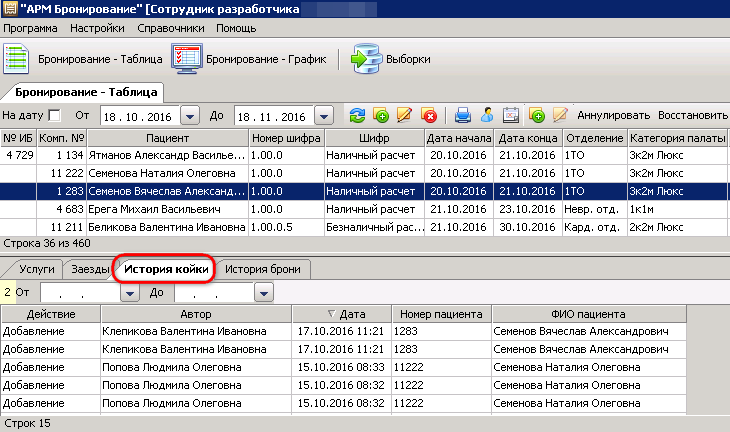 "АРМ Бронирование" [Сотрудник разработчика
Программа Настройки Справочники Помощь
Бронирование - Таблица Бронирование - График Выборки
Бронирование - Таблица
На дату От 18 . 10 . 2016 До 18 . 11 . 2016 Аннулировать Восстановить
№ ИБ Комп. № Пациент Номер шифра Шифр Дата начала Дата конца Отделение Категория палаты
4 729 1 134 Ятманов Александр Василье... 1.00.0 Наличный расчет 20.10.2016 21.10.2016 1ТО 3к2м Люкс
11 222 Семенова Наталия Олеговна 1.00.0 Наличный расчет 20.10.2016 21.10.2016 1ТО 3к2м Люкс
1 283 Семенов Вячеслав Александ... 1.00.0 Наличный расчет 20.10.2016 21.10.2016 1ТО 3к2м Люкс
4 683 Ерега Михаил Васильевич 1.00.0 Наличный расчет 21.10.2016 23.10.2016 Невр. отд. 1к1м
11 211 Беликова Валентина Ивановна 1.00.0.5 Безналичный рас... 21.10.2016 30.10.2016 Кард. отд. 2к2м Люкс
Строка 36 из 460
Услуги Заезды История койки История брони
2 От . . До . .
Действие Автор Дата Номер пациента ФИО пациента
Добавление Клепикова Валентина Ивановна 17.10.2016 11:21 1283 Семенов Вячеслав Александрович
Добавление Клепикова Валентина Ивановна 17.10.2016 11:21 1283 Семенов Вячеслав Александрович
Добавление Попова Людмила Олеговна 15.10.2016 08:33 11222 Семенова Наталия Олеговна
Добавление Попова Людмила Олеговна 15.10.2016 08:32 11222 Семенова Наталия Олеговна
Добавление Попова Людмила Олеговна 15.10.2016 08:32 11222 Семенова Наталия Олеговна
Строк 15